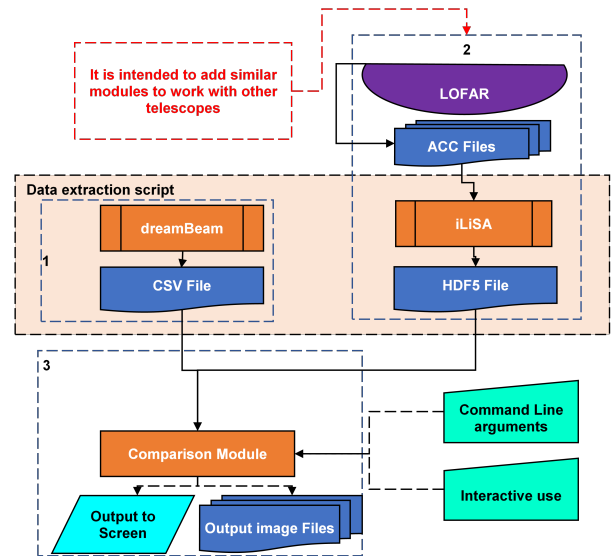 It is intended to add similar
modules to work with other
telescopes
2
LOFAR
ACC Files
Data extraction script
1
dreamBeam
CSV File
iLiSA
HDF5 File
3
Comparison Module
Output to
Screen
Output image Files
Command Line
arguments
Interactive use